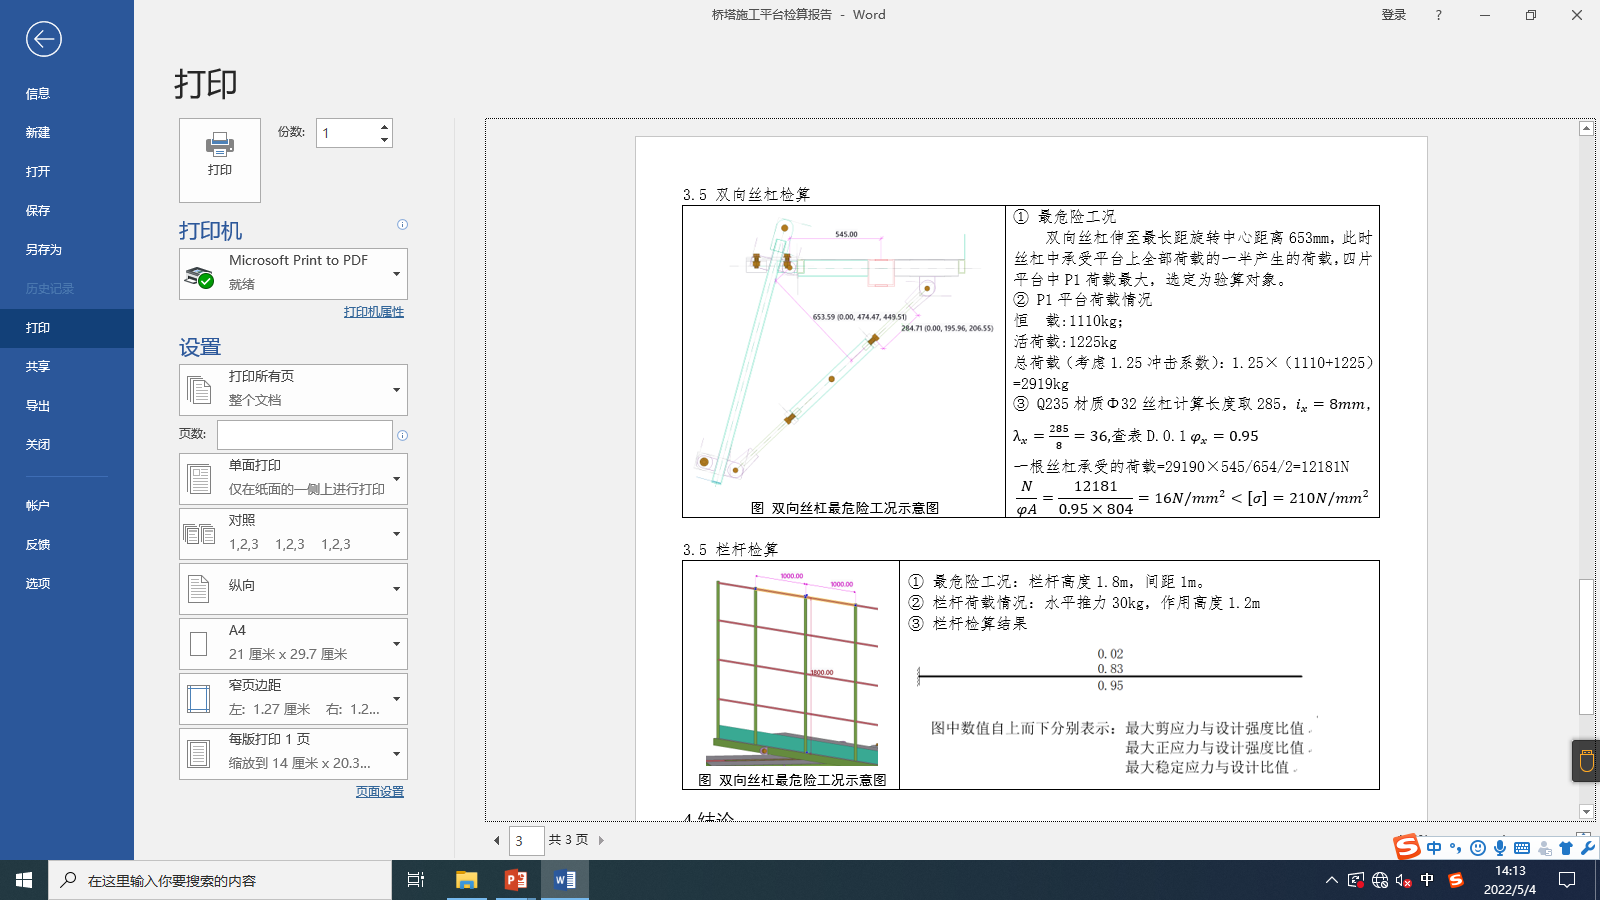 桥塔施工平台检算报告 - Word
登录
?
信息
新建
打开
保存
另存为
历史记录
打印
共享
导出
关闭
帐户
反馈
选项
打印
打印
份数:
1
打印机
Microsoft Print to PDF
就绪
打印机属性
设置
打印所有页
整个文档
页数:
单面打印
仅在纸面的一侧上进行打印
对照
1,2,3 1,2,3 1,2,3
纵向
A4
21 厘米 x 29.7 厘米
窄页边距
左: 1.27 厘米 右: 1.2...
每版打印 1 页
缩放到 14 厘米 x 20.3...
页面设置
3.5 双向丝杠检算
545.00
653.59 (0.00, 474.47, 449.51)
284.71 (0.00, 195.96, 206.55)
图 双向丝杠最危险工况示意图
① 最危险工况
双向丝杠伸至最长距旋转中心距离 653mm，此时
丝杠中承受平台上全部荷载的一半产生的荷载，四片
平台中 P1 荷载最大，选定为验算对象。
② P1 平台荷载情况
恒 载:1110kg；
活荷载:1225kg
总荷载（考虑 1.25 冲击系数）：1.25×（1110+1225）
=2919kg
③ Q235 材质Φ32 丝杠计算长度取 285，iₓ = 8mm，
λₓ = 285/8 = 36,查表 D.0.1 φₓ = 0.95
一根丝杠承受的荷载=29190×545/654/2=12181N
N/φA = 12181/0.95 × 804 = 16N/mm² < [σ] = 210N/mm²
3.5 栏杆检算
1000.00
1000.00
1800.00
图 双向丝杠最危险工况示意图
① 最危险工况：栏杆高度 1.8m，间距 1m。
② 栏杆荷载情况：水平推力 30kg，作用高度 1.2m
③ 栏杆检算结果
0.02
0.83
0.95
图中数值自上而下分别表示：最大剪应力与设计强度比值
最大正应力与设计强度比值
最大稳定应力与设计比值
4 结论
3
共 3 页
中
在这里输入你要搜索的内容
中
14:13
2022/5/4